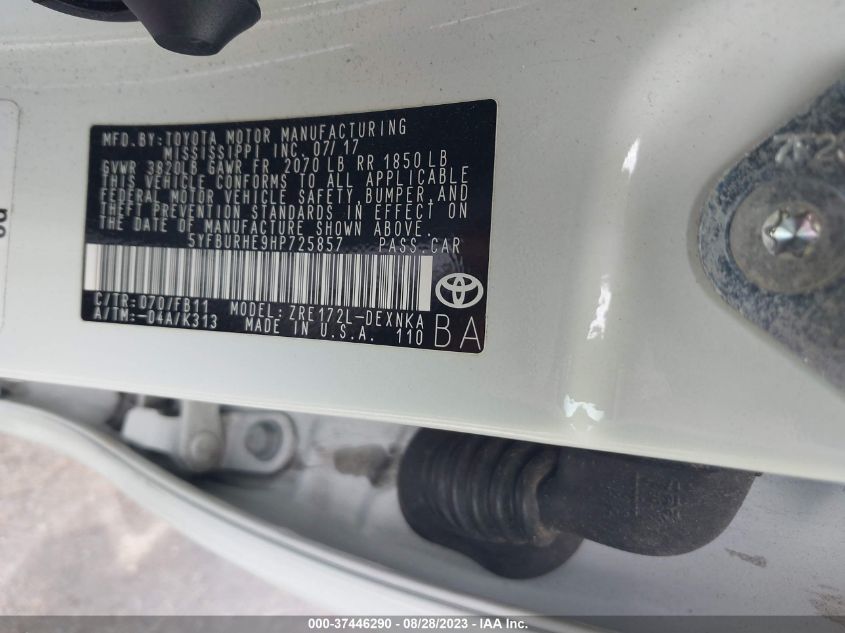 MFD.BY:TOYOTA MOTOR MANUFACTURING
MISSISSIPPI INC. 07/17
GVWR 3820LB GAWR FR 2070 LB RR 1850 LB
THIS VEHICLE CONFORMS TO ALL APPLICABLE
FEDERAL MOTOR VEHICLE SAFETY,BUMPER,AND
THEFT PREVENTION STANDARDS IN EFFECT ON
THE DATE OF MANUFACTURE SHOWN ABOVE.
5YFBURHE9HP725857 PASS.CAR
C/TR:070/FB11 MODEL:ZRE172L-DEXNKA
A/TM:-04A/K313 MADE IN U.S.A. 110
BA
000-37446290 - 08/28/2023 - IAA Inc.